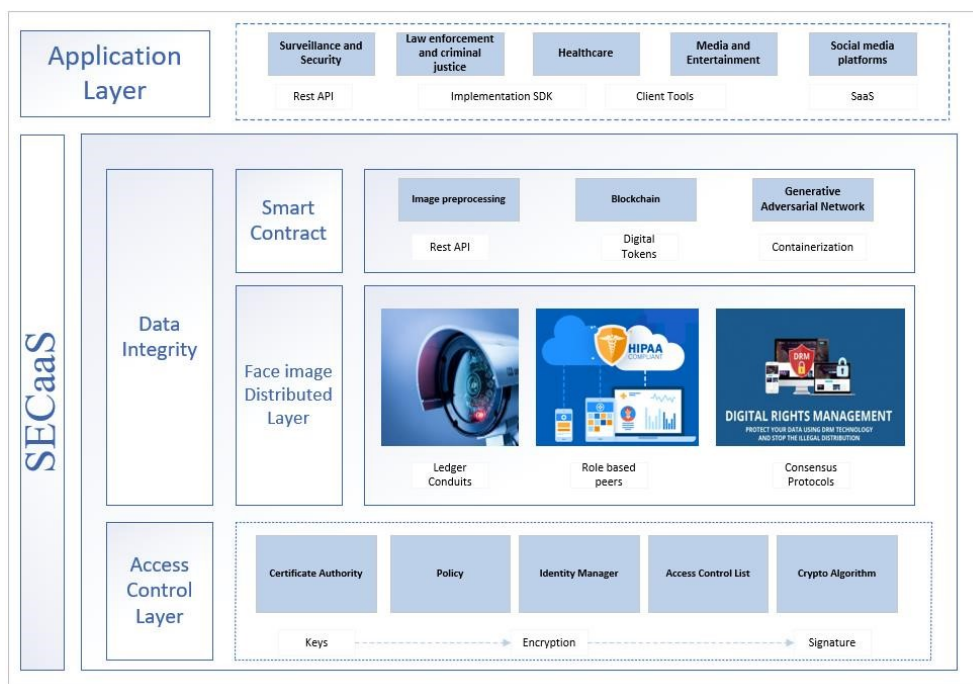 Application
Layer
Surveillance and
Security
Law enforcement
and criminal
justice
Healthcare
Media and
Entertainment
Social media
platforms
Rest API
Implementation SDK
Client Tools
SaaS
SECaaS
Data
Integrity
Smart
Contract
Image preprocessing
Blockchain
Generative
Adversarial Network
Rest API
Digital
Tokens
Containerization
Face image
Distributed
Layer
HIPAA
COMPLIANT
DRM
DIGITAL RIGHTS MANAGEMENT
PROTECT YOUR DATA USING DRM TECHNOLOGY
AND STOP THE ILLEGAL DISTRIBUTION
Ledger
Conduits
Role based
peers
Consensus
Protocols
Access
Control
Layer
Certificate Authority
Policy
Identity Manager
Access Control List
Crypto Algorithm
Keys
Encryption
Signature